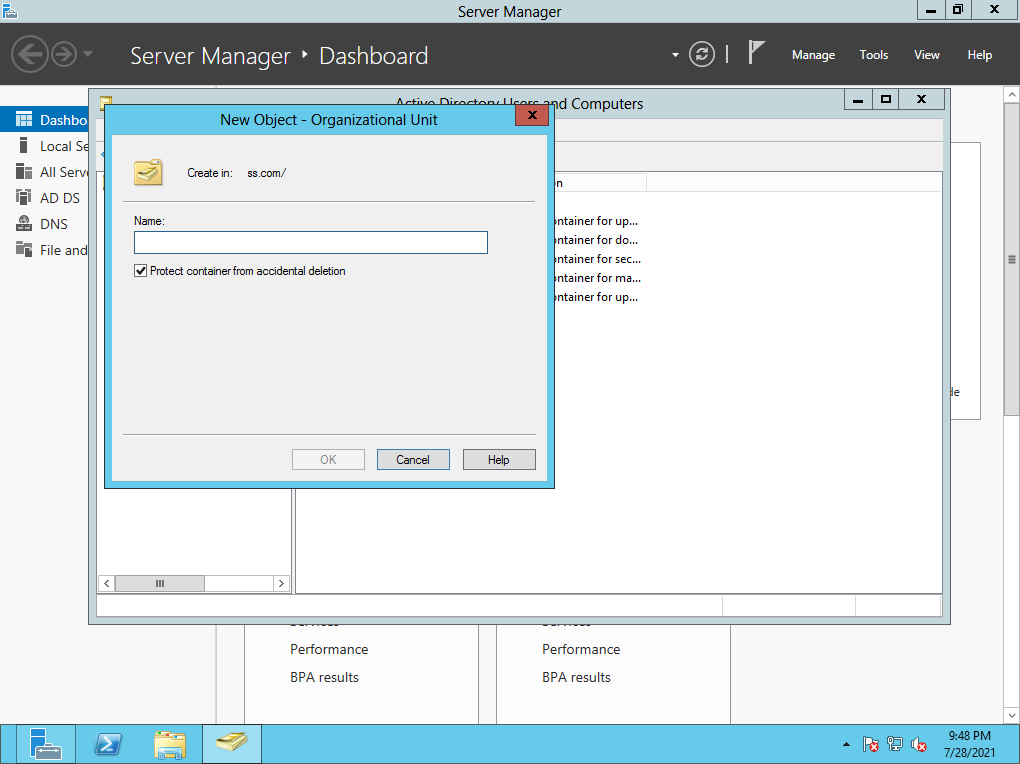 Server Manager
Server Manager ‣ Dashboard
Manage Tools View Help
Dashbo
Local Se
All Serve
AD DS
DNS
File and
Active Directory Users and Computers
New Object - Organizational Unit
Create in: ss.com/
Name:
Protect container from accidental deletion
OK Cancel Help
on
ontainer for up...
ontainer for do...
ontainer for sec...
ontainer for ma...
ontainer for up...
Performance Performance
BPA results BPA results
9:48 PM
7/28/2021